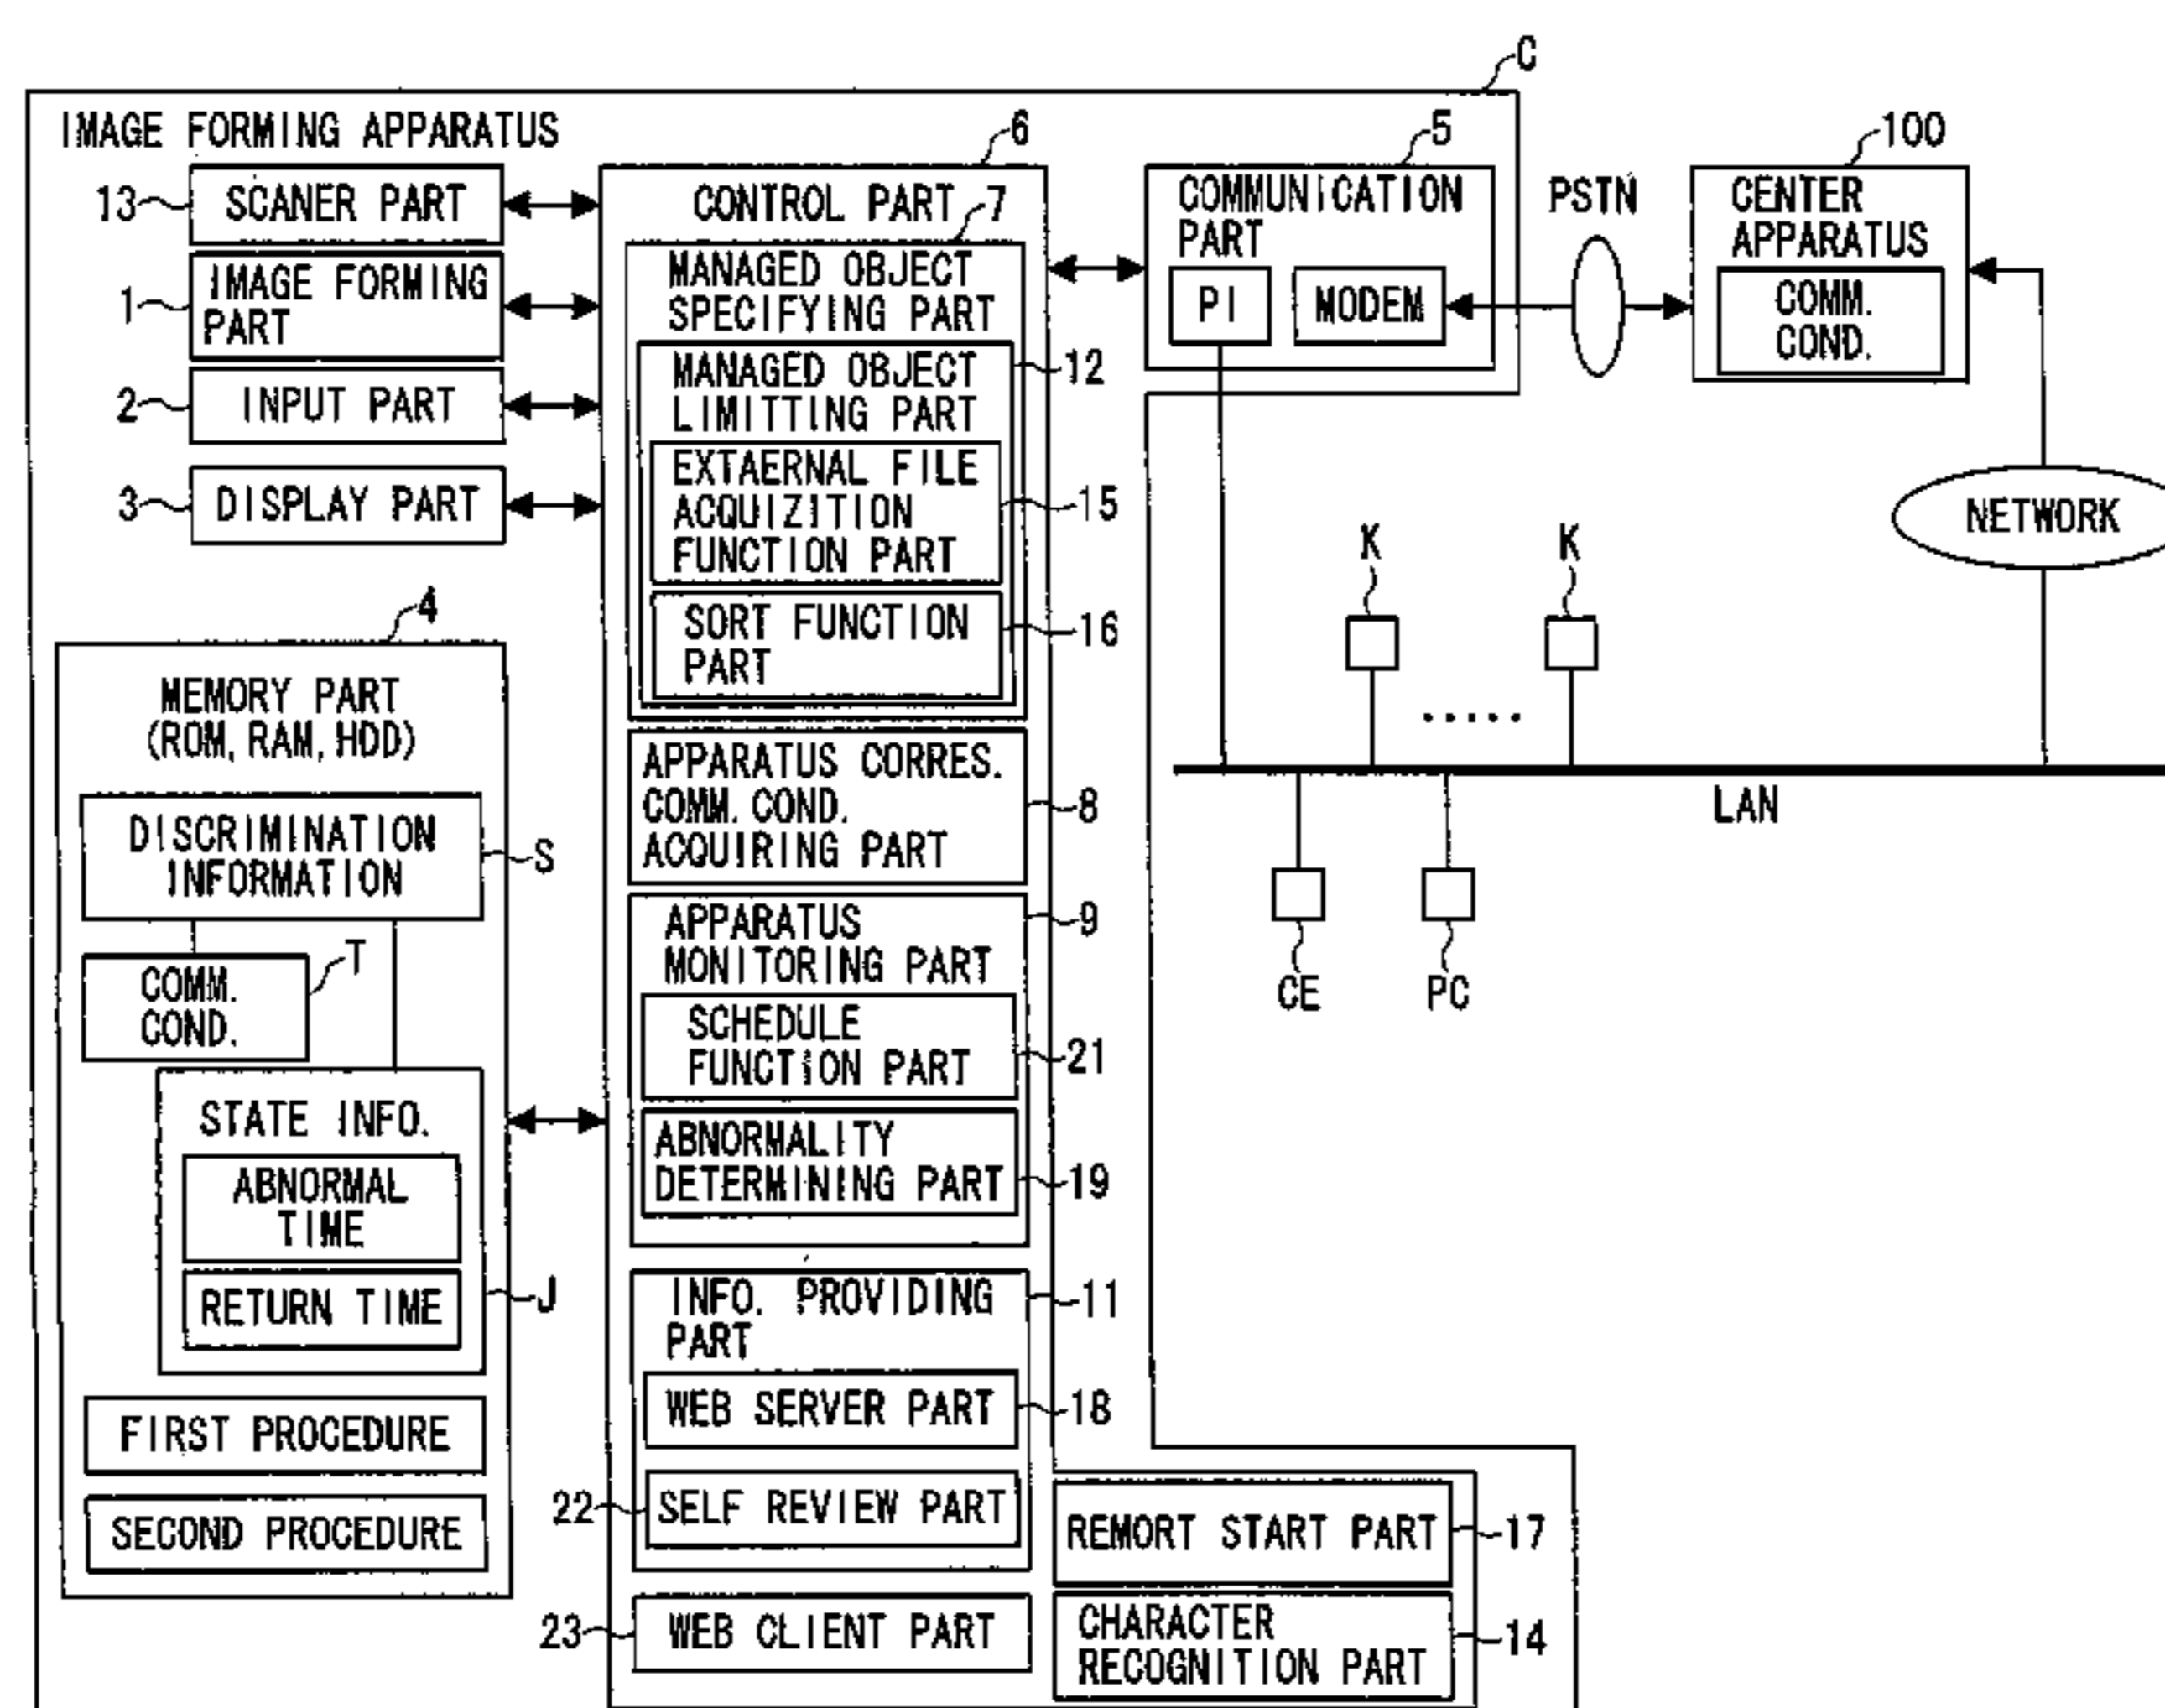 C
IMAGE FORMING APPARATUS
6
5
100
13
SCANER PART
CONTROL PART
7
COMMUNICATION
PART
PSTN
CENTER
APPARATUS
1
IMAGE FORMING
PART
MANAGED OBJECT
SPECIFYING PART
PI
MODEM
COMM.
COND.
2
INPUT PART
MANAGED OBJECT
LIMITTING PART
12
3
DISPLAY PART
EXTAERNAL FILE
ACQUIZITION
FUNCTION PART
15
K
K
NETWORK
4
SORT FUNCTION
PART
16
.....
MEMORY PART
(ROM, RAM, HDD)
APPARATUS CORRES.
COMM. COND.
ACQUIRING PART
8
LAN
DISCRIMINATION
INFORMATION
S
APPARATUS
MONITORING PART
9
CE
PC
COMM.
COND.
T
SCHEDULE
FUNCTION PART
21
STATE INFO.
ABNORMALITY
DETERMINING PART
19
ABNORMAL
TIME
RETURN TIME
J
INFO. PROVIDING
PART
11
FIRST PROCEDURE
WEB SERVER PART
18
SECOND PROCEDURE
22
SELF REVIEW PART
REMORT START PART
17
23
WEB CLIENT PART
CHARACTER
RECOGNITION PART
14